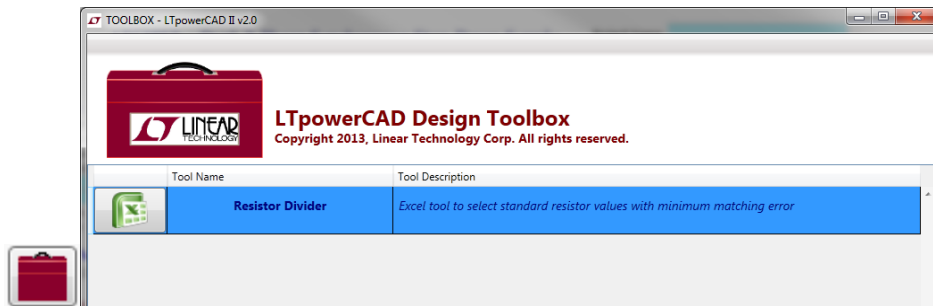 TOOLBOX - LTpowerCAD II v2.0
LINEAR
TECHNOLOGY
LTpowerCAD Design Toolbox
Copyright 2013, Linear Technology Corp. All rights reserved.
Tool Name Tool Description
Resistor Divider Excel tool to select standard resistor values with minimum matching error